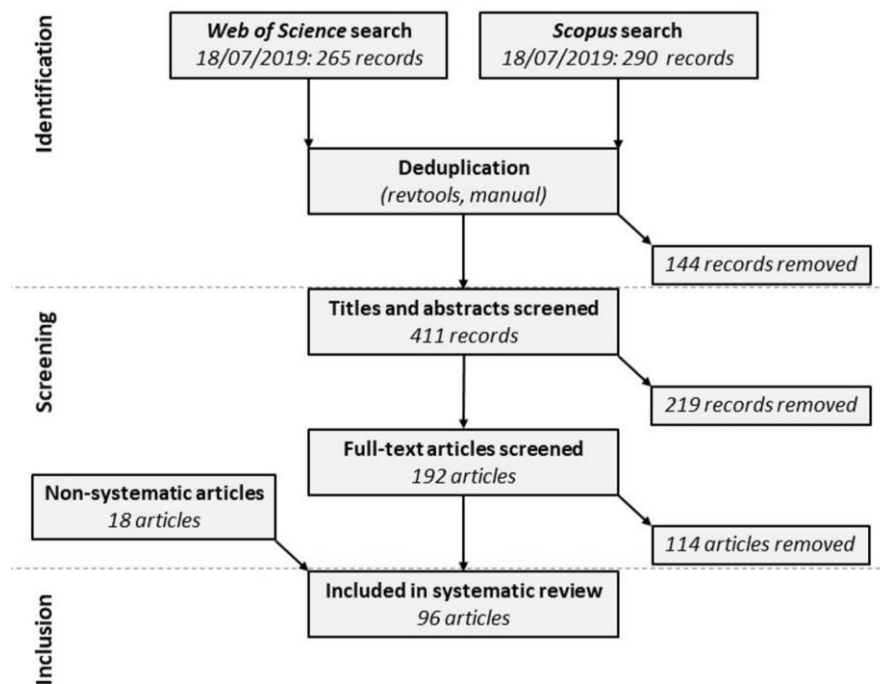 Identification
Web of Science search
18/07/2019: 265 records
Scopus search
18/07/2019: 290 records
Deduplication
(revtools, manual)
144 records removed
Screening
Titles and abstracts screened
411 records
219 records removed
Full-text articles screened
192 articles
Non-systematic articles
18 articles
114 articles removed
Inclusion
Included in systematic review
96 articles